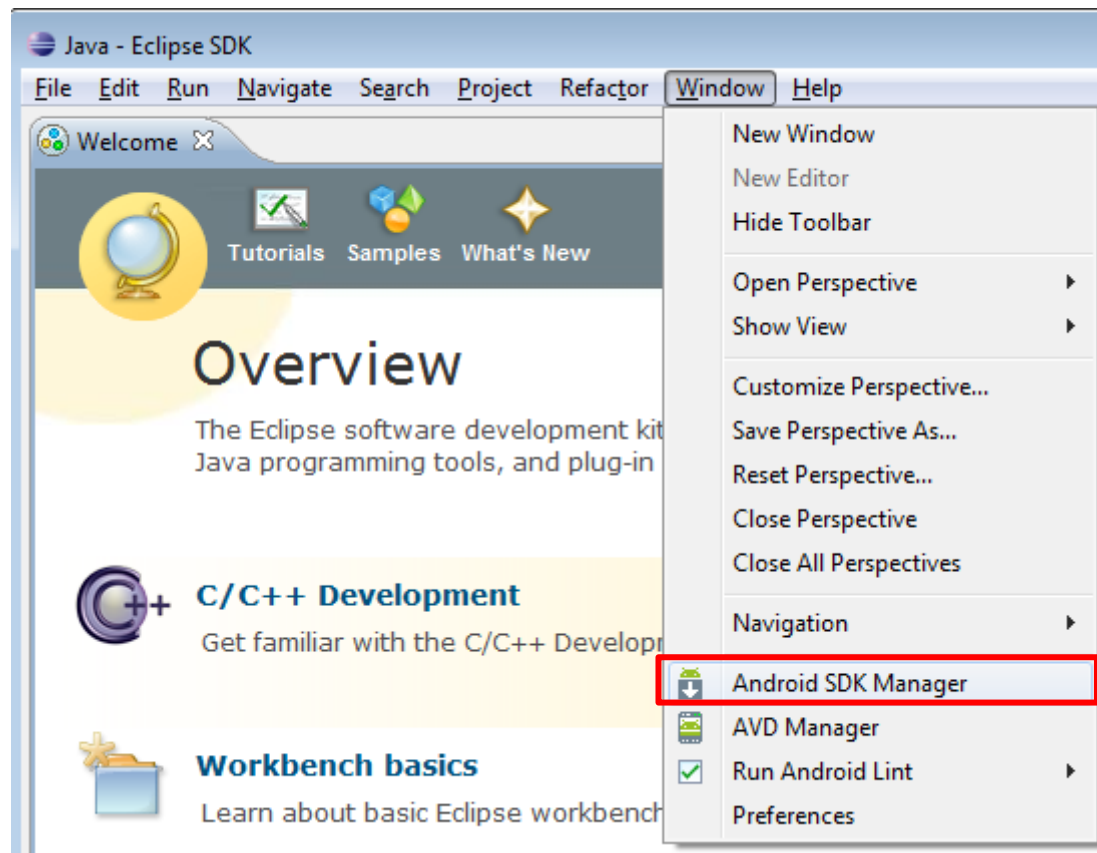 Java - Eclipse SDK
File Edit Run Navigate Search Project Refactor Window Help
Welcome
Tutorials Samples What's New
Overview
The Eclipse software development kit
Java programming tools, and plug-in
C/C++ Development
Get familiar with the C/C++
Workbench basics
Learn about basic Eclipse workbench
New Window
New Editor
Hide Toolbar
Open Perspective
Show View
Customize Perspective...
Save Perspective As...
Reset Perspective...
Close Perspective
Close All Perspectives
Navigation
Android SDK Manager
AVD Manager
Run Android Lint
Preferences